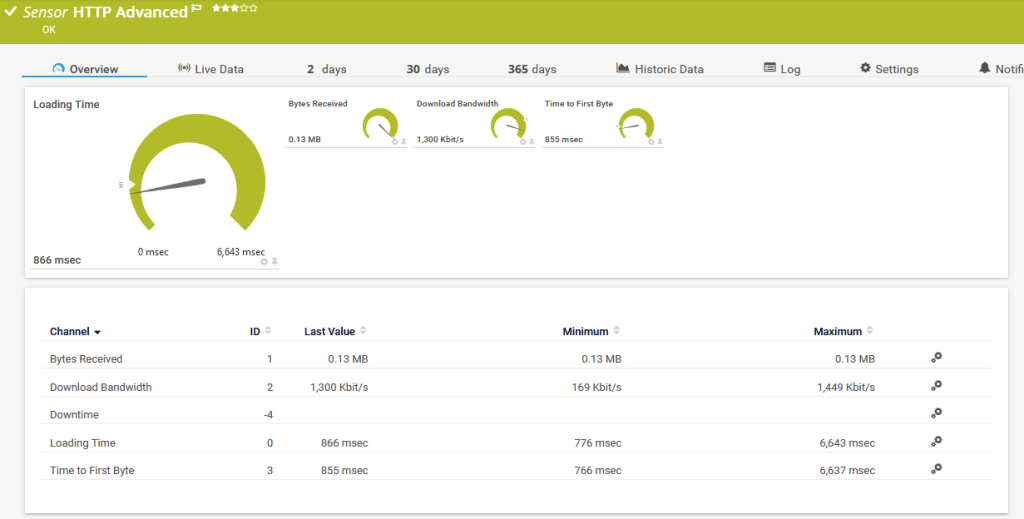 Sensor HTTP Advanced
OK
Overview Live Data 2 days 30 days 365 days Historic Data Log Settings Notifi
Loading Time
Bytes Received Download Bandwidth Time to First Byte
0.13 MB 1,300 Kbit/s 855 msec
0 msec 6,643 msec
866 msec
Channel ID Last Value Minimum Maximum
Bytes Received 1 0.13 MB 0.13 MB 0.13 MB
Download Bandwidth 2 1,300 Kbit/s 169 Kbit/s 1,449 Kbit/s
Downtime -4
Loading Time 0 866 msec 776 msec 6,643 msec
Time to First Byte 3 855 msec 766 msec 6,637 msec